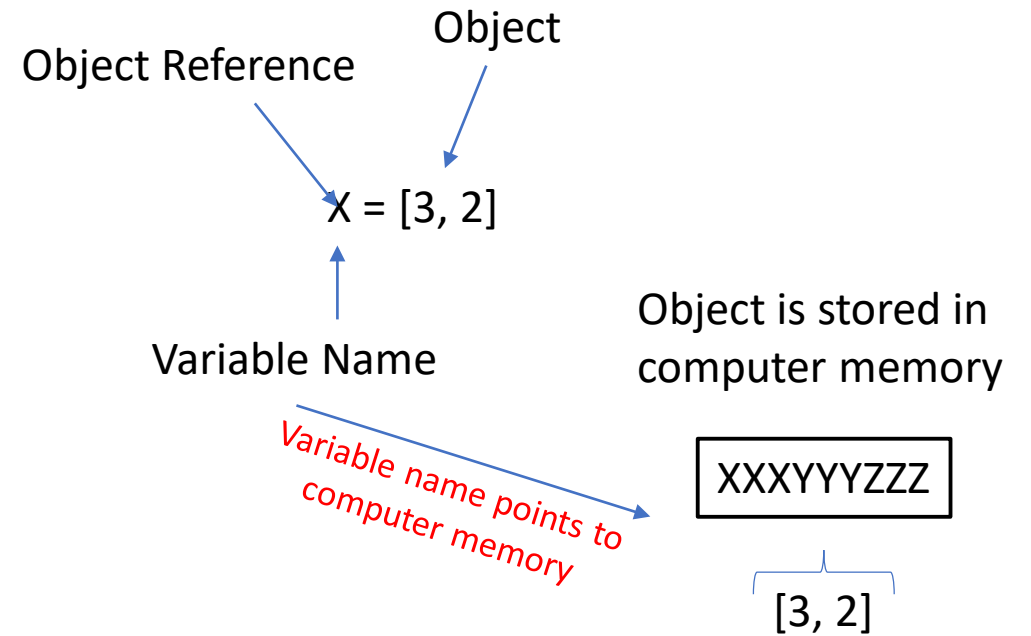 Object
Object Reference
X = [3, 2]
Variable Name
Object is stored in
computer memory
Variable name points to
computer memory
XXXYYYZZZ
[3, 2]